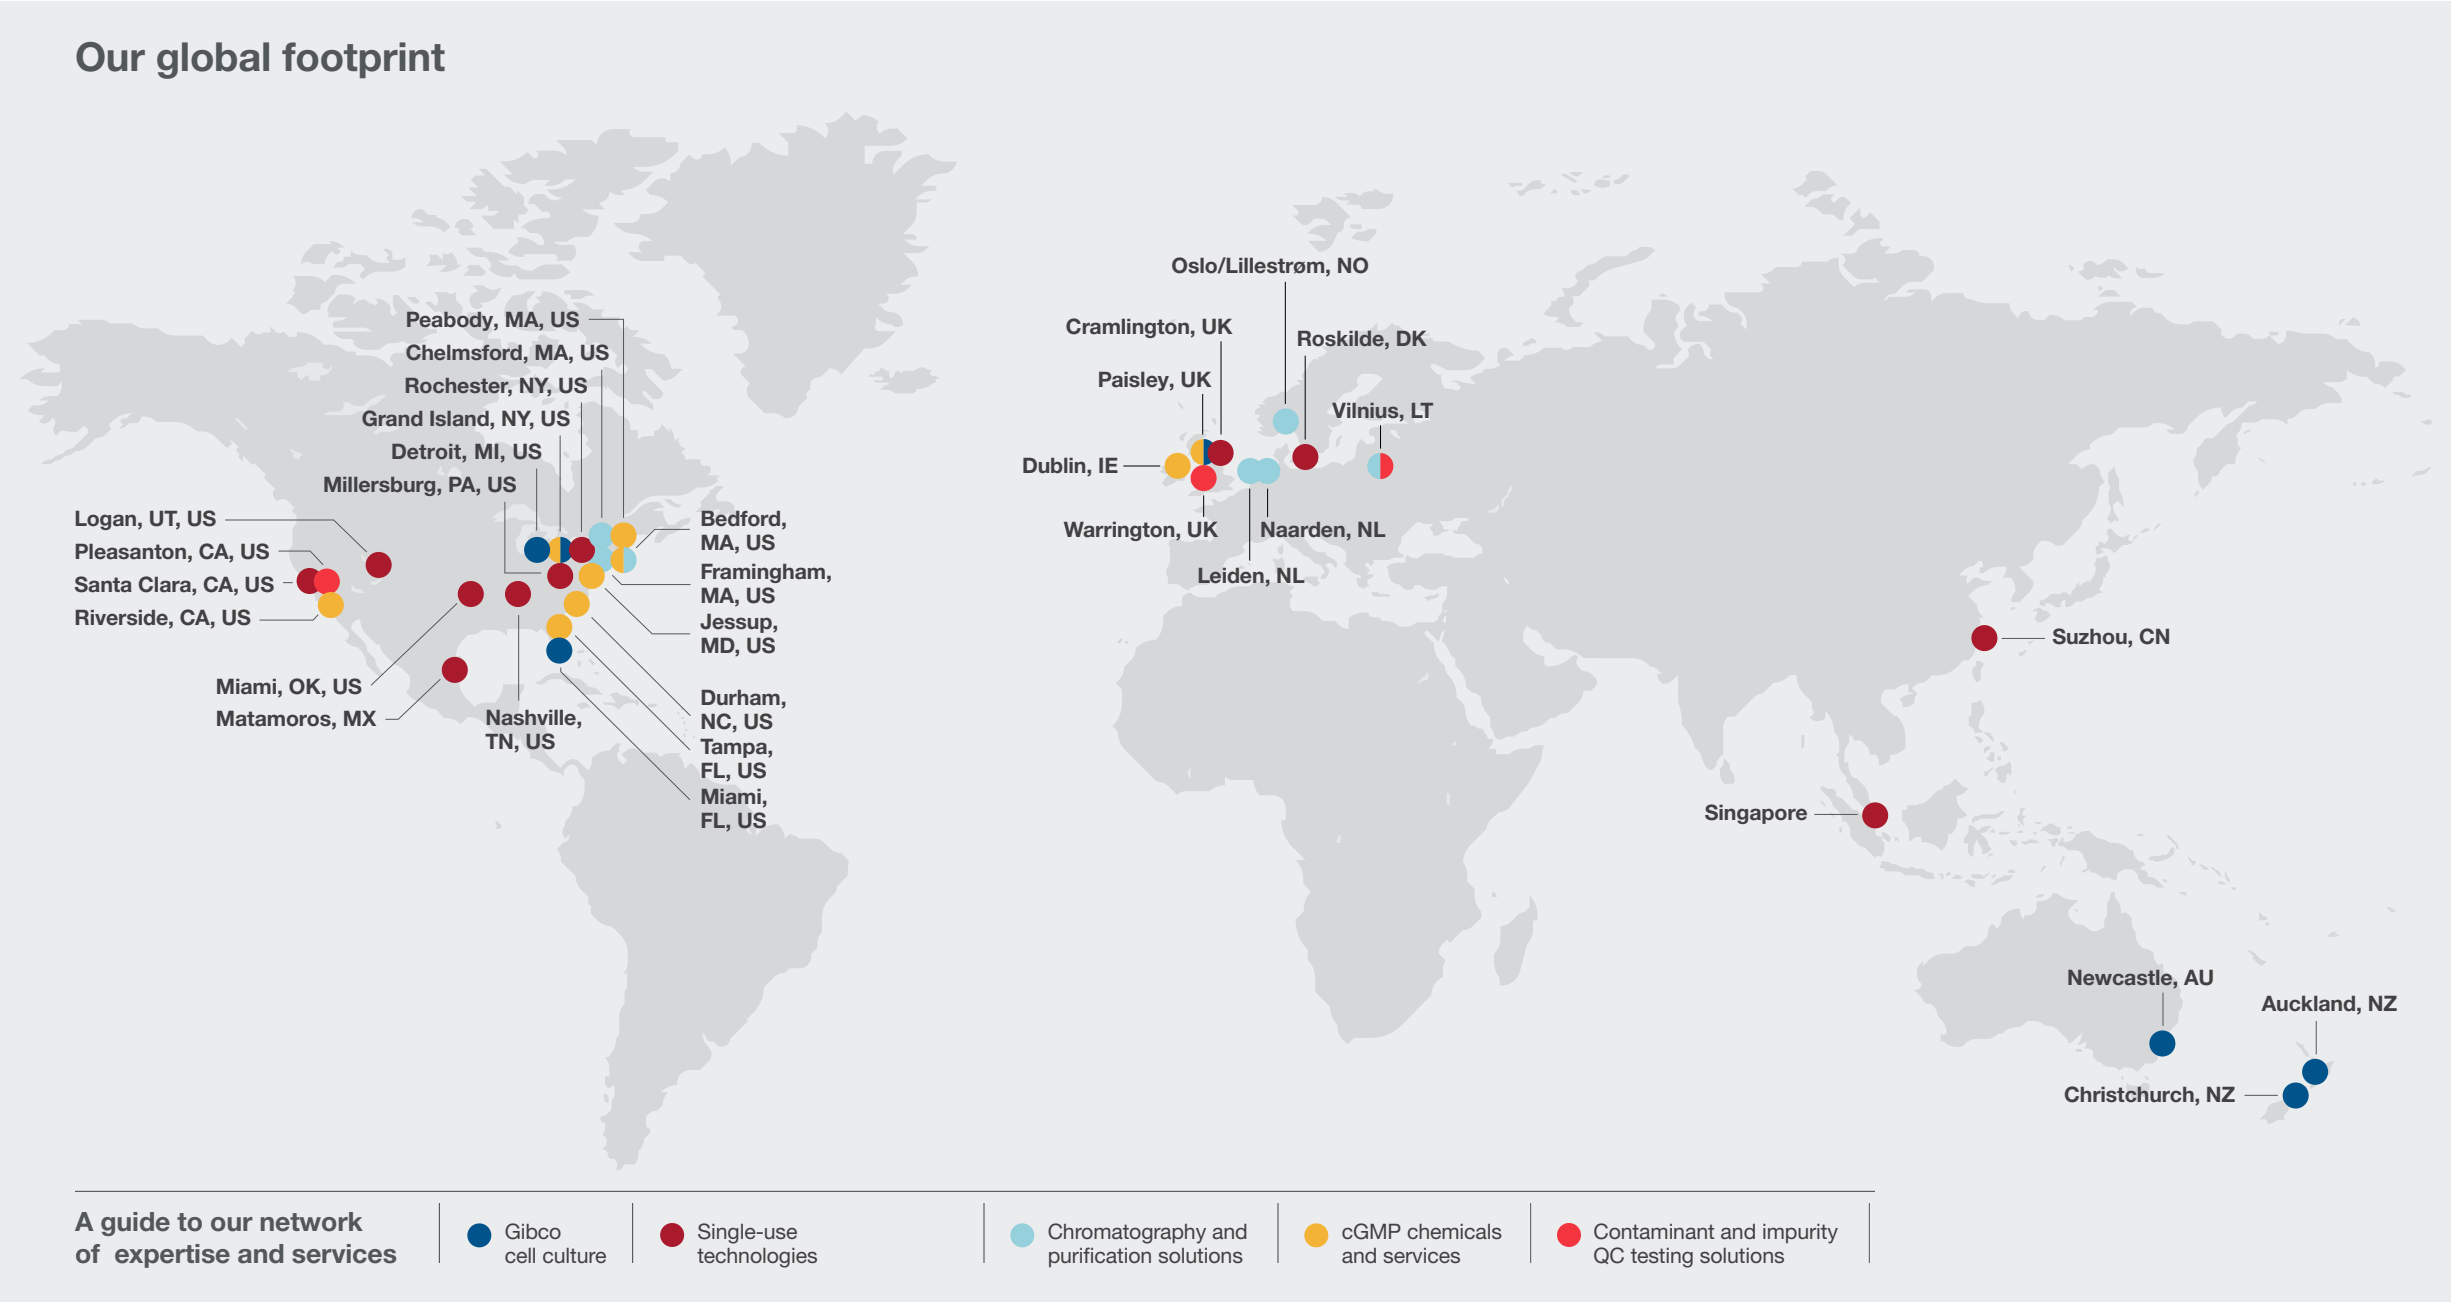 Our global footprint
Peabody, MA, US
Chelmsford, MA, US
Rochester, NY, US
Grand Island, NY, US
Detroit, MI, US
Millersburg, PA, US
Logan, UT, US
Pleasanton, CA, US
Santa Clara, CA, US
Riverside, CA, US
Miami, OK, US
Matamoros, MX
Nashville,
TN, US
Bedford,
MA, US
Framingham,
MA, US
Jessup,
MD, US
Durham,
NC, US
Tampa,
FL, US
Miami,
FL, US
Oslo/Lillestrøm, NO
Cramlington, UK
Roskilde, DK
Paisley, UK
Vilnius, LT
Dublin, IE
Warrington, UK
Naarden, NL
Leiden, NL
Suzhou, CN
Singapore
Newcastle, AU
Auckland, NZ
Christchurch, NZ
A guide to our network
of expertise and services
Gibco
cell culture
Single-use
technologies
Chromatography and
purification solutions
cGMP chemicals
and services
Contaminant and impurity
QC testing solutions